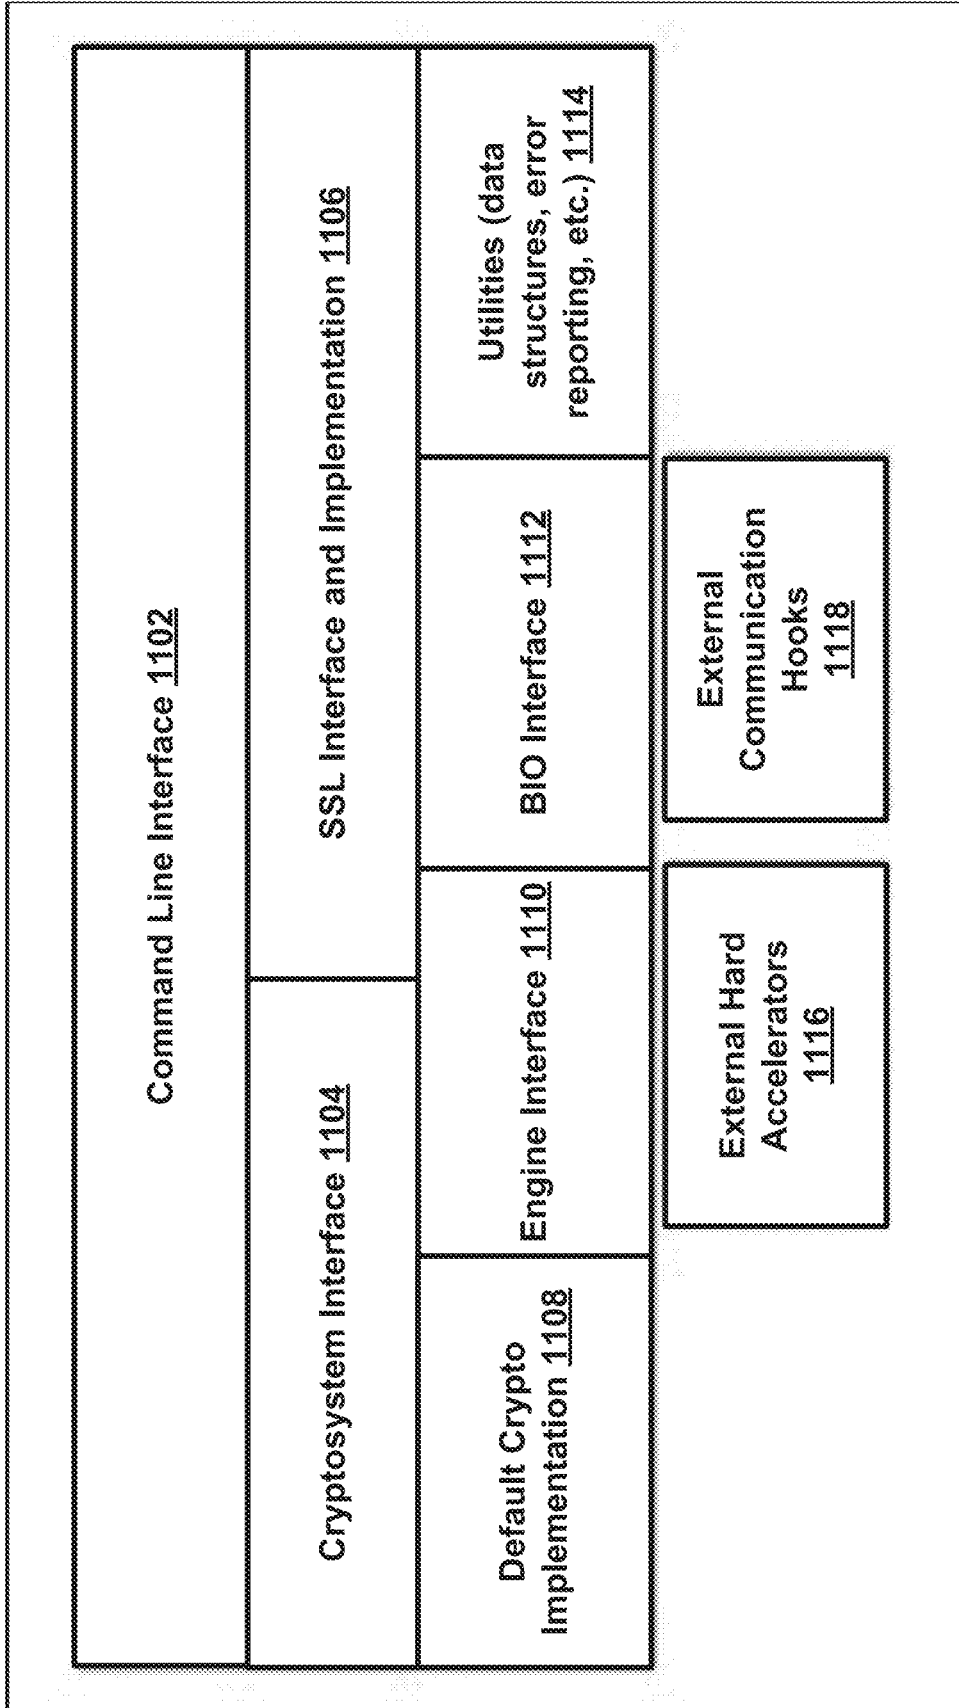 Command Line Interface 1102
Cryptosystem Interface 1104
SSL Interface and Implementation 1106
Default Crypto
Implementation 1108
Engine Interface 1110
BIO Interface 1112
Utilities (data
structures, error
reporting, etc.) 1114
External Hard
Accelerators
1116
External
Communication
Hooks
1118